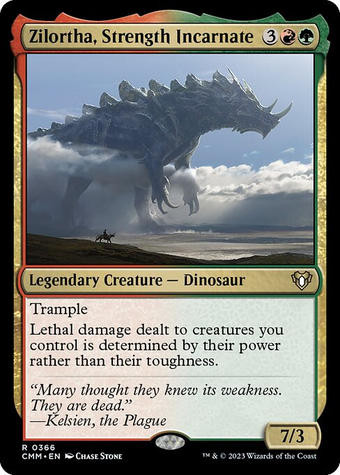 Zilortha, Strength Incarnate 3
Legendary Creature — Dinosaur
Trample
Lethal damage dealt to creatures you
control is determined by their power
rather than their toughness.
“Many thought they knew its weakness.
They are dead.”
—Kelsien, the Plague
7/3
R 0366
CMM • EN CHASE STONE
™ & © 2023 Wizards of the Coast